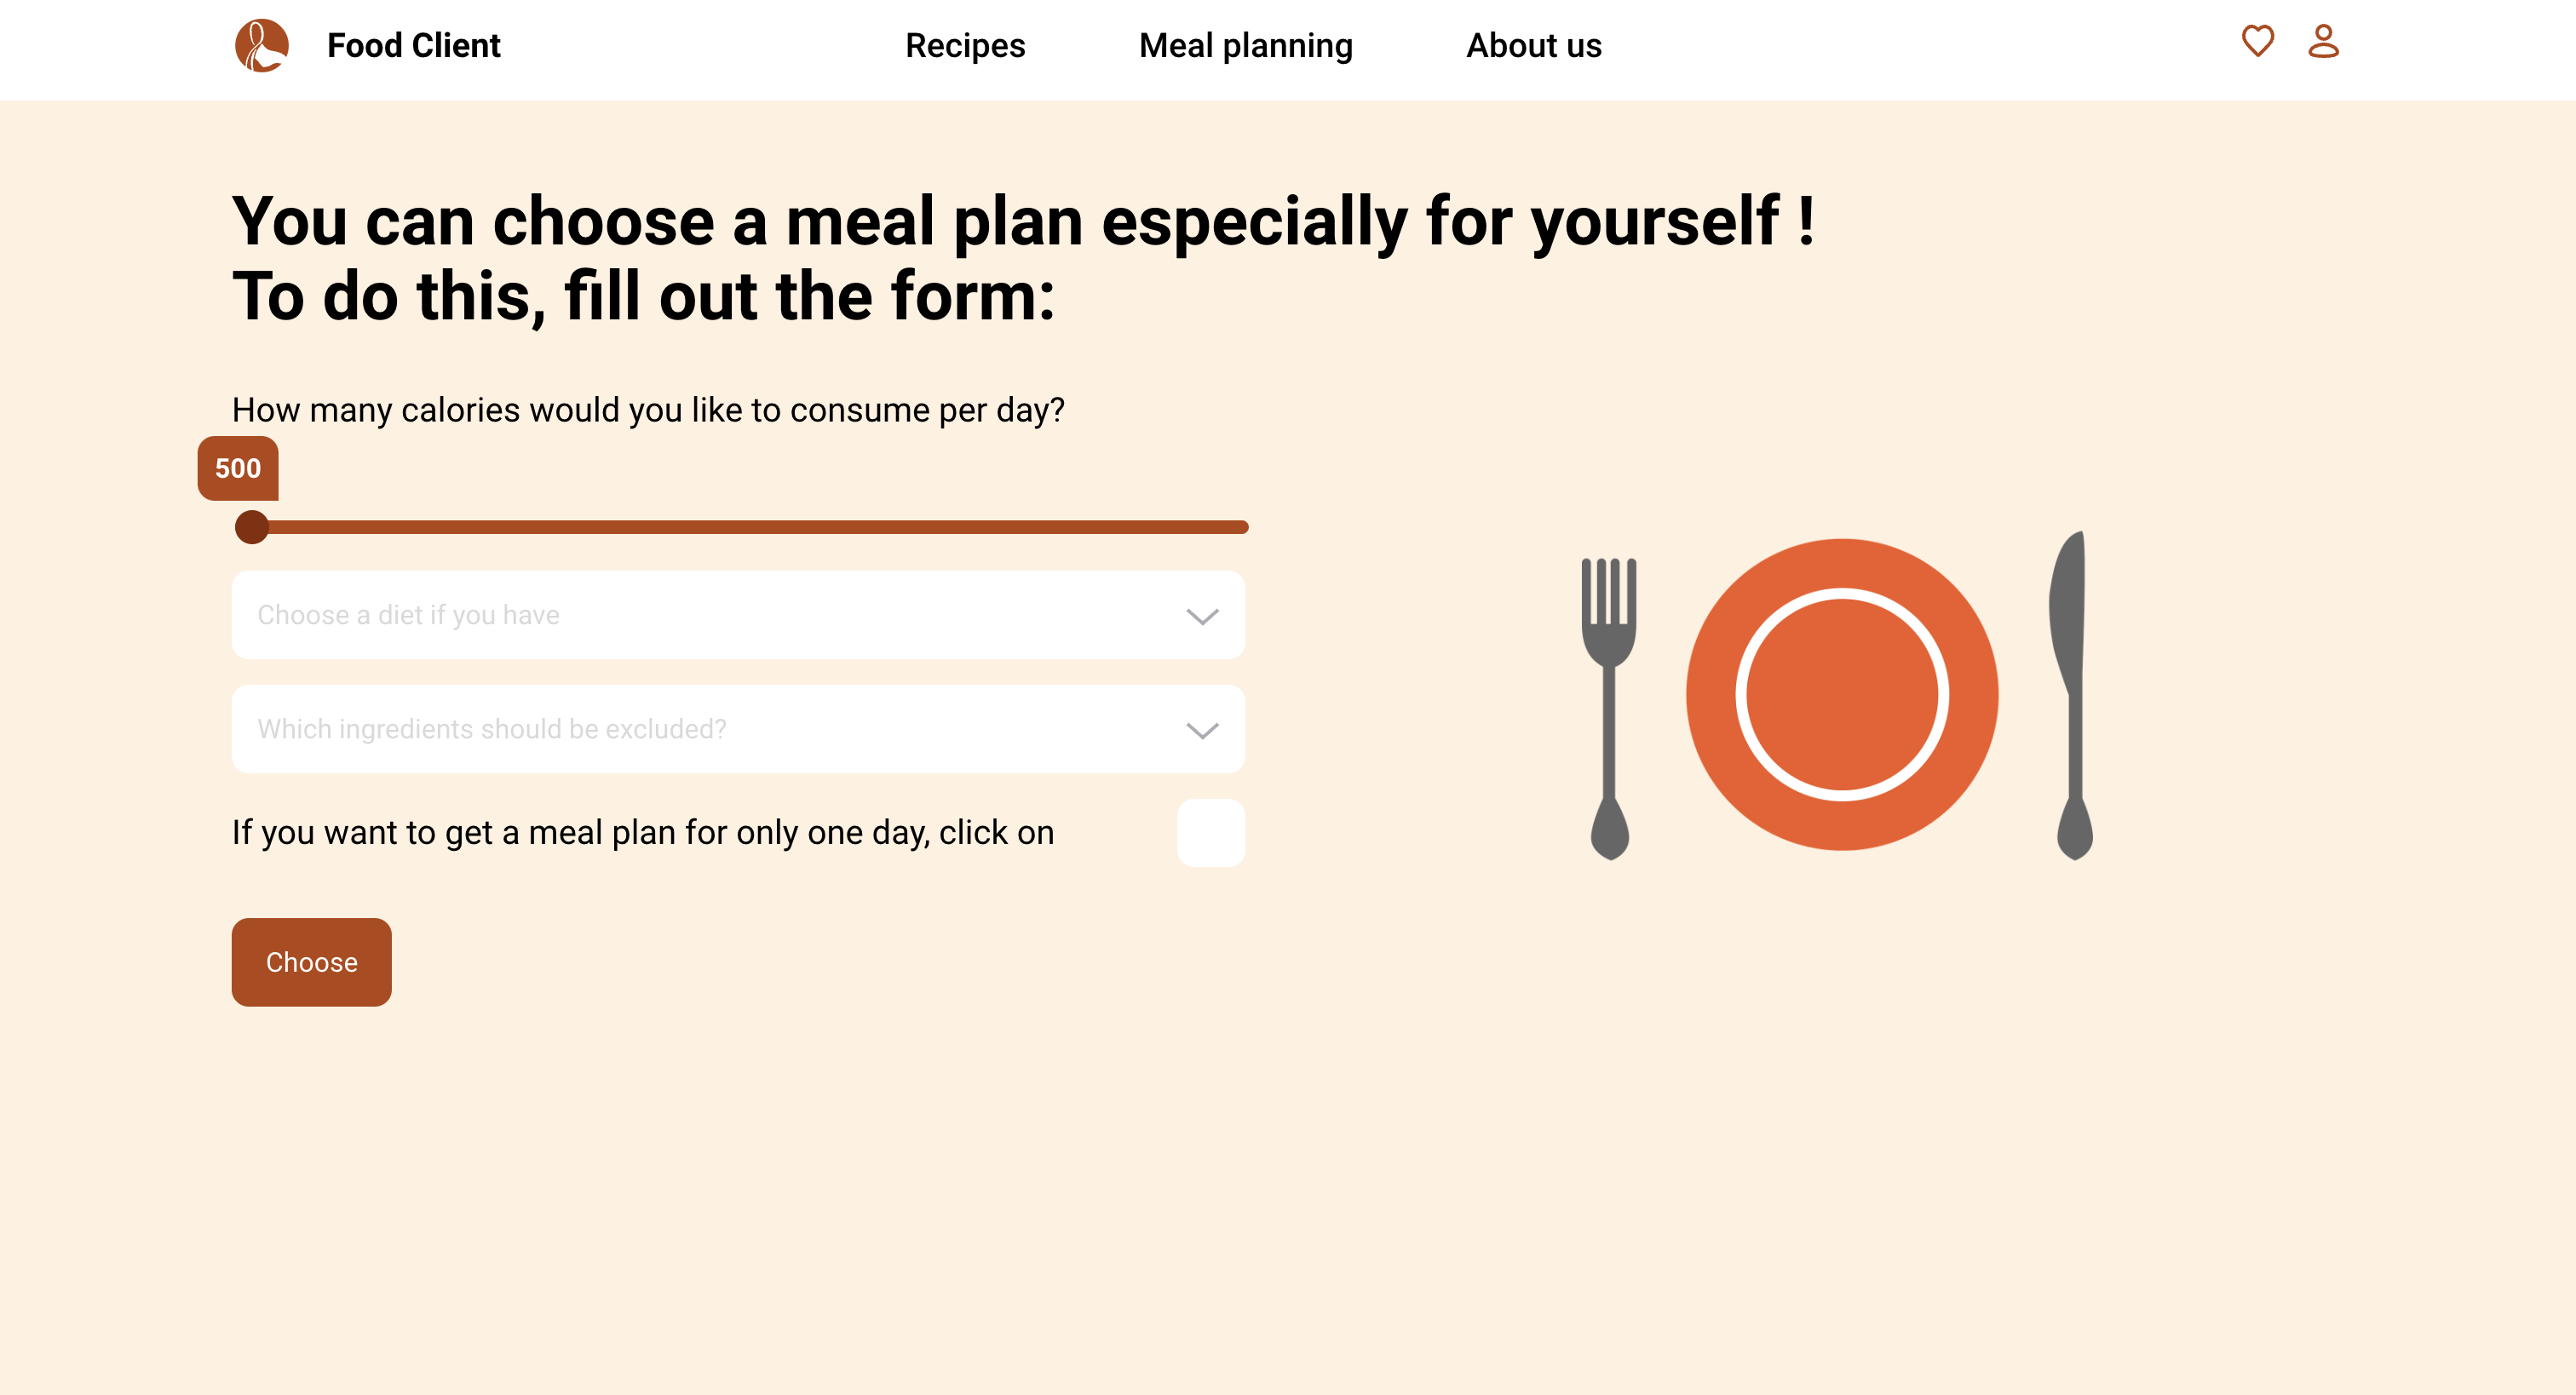 Food Client
Recipes
Meal planning
About us
You can choose a meal plan especially for yourself !
To do this, fill out the form:
How many calories would you like to consume per day?
500
Choose a diet if you have
Which ingredients should be excluded?
If you want to get a meal plan for only one day, click on
Choose